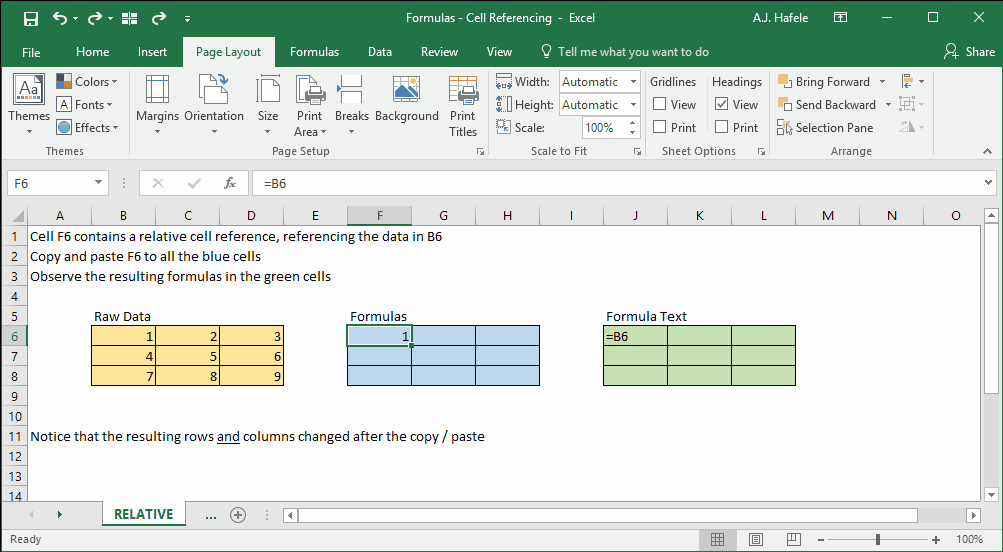 Formulas - Cell Referencing - Excel
A.J. Hafele
File Home Insert Page Layout Formulas Data Review View Tell me what you want to do Share
Themes
Colors
Fonts
Effects
Themes
Margins
Orientation
Size
Print Area
Breaks
Background
Print Titles
Page Setup
Width: Automatic
Height: Automatic
Scale: 100%
Scale to Fit
Gridlines Headings
View View
Print Print
Sheet Options
Bring Forward
Send Backward
Selection Pane
Arrange
F6 fx =B6
A B C D E F G H I J K L M N O
1 Cell F6 contains a relative cell reference, referencing the data in B6
2 Copy and paste F6 to all the blue cells
3 Observe the resulting formulas in the green cells
4
5 Raw Data Formulas Formula Text
6 1 2 3 1 =B6
7 4 5 6
8 7 8 9
9
10
11 Notice that the resulting rows and columns changed after the copy / paste
12
13
14
RELATIVE ...
Ready 100%